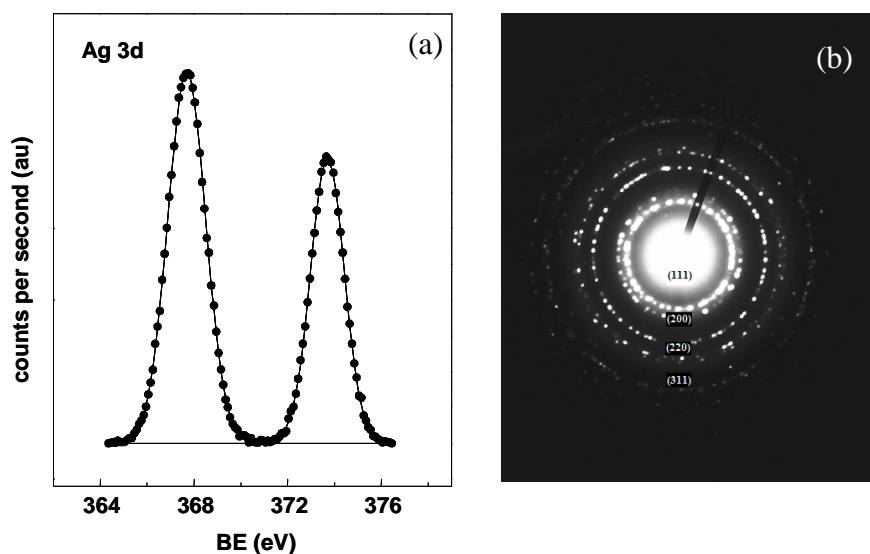 Ag 3d
(a)
counts per second (au)
364 368 372 376
BE (eV)
(b)
(111)
(200)
(220)
(311)